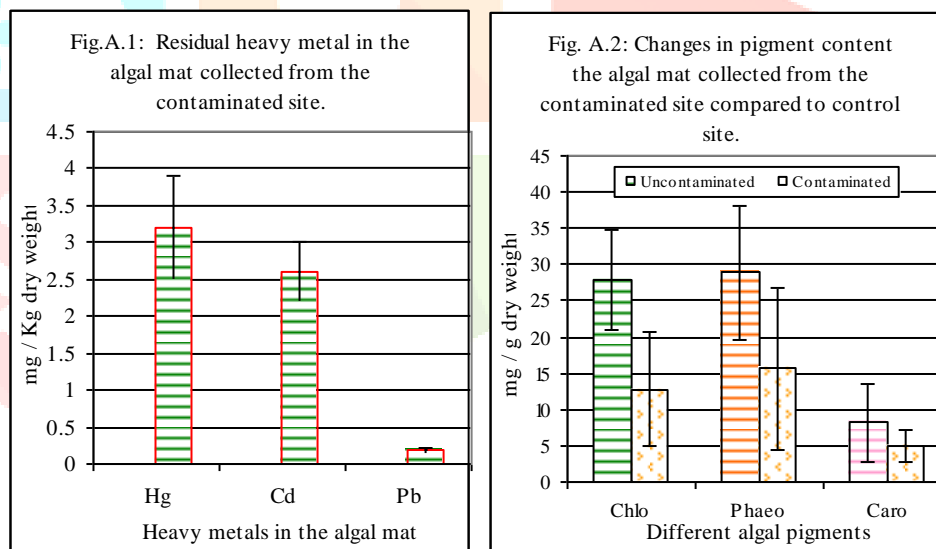 Fig.A.1: Residual heavy metal in the
algal mat collected from the
contaminated site.
4.5
4
3.5
3
2.5
2
1.5
1
0.5
0
mg / Kg dry weight
Hg Cd Pb
Heavy metals in the algal mat
Fig. A.2: Changes in pigment content
the algal mat collected from the
contaminated site compared to control
site.
45
40
35
30
25
20
15
10
5
0
mg / g dry weight
Uncontaminated Contaminated
Chlo Phaeo Caro
Different algal pigments